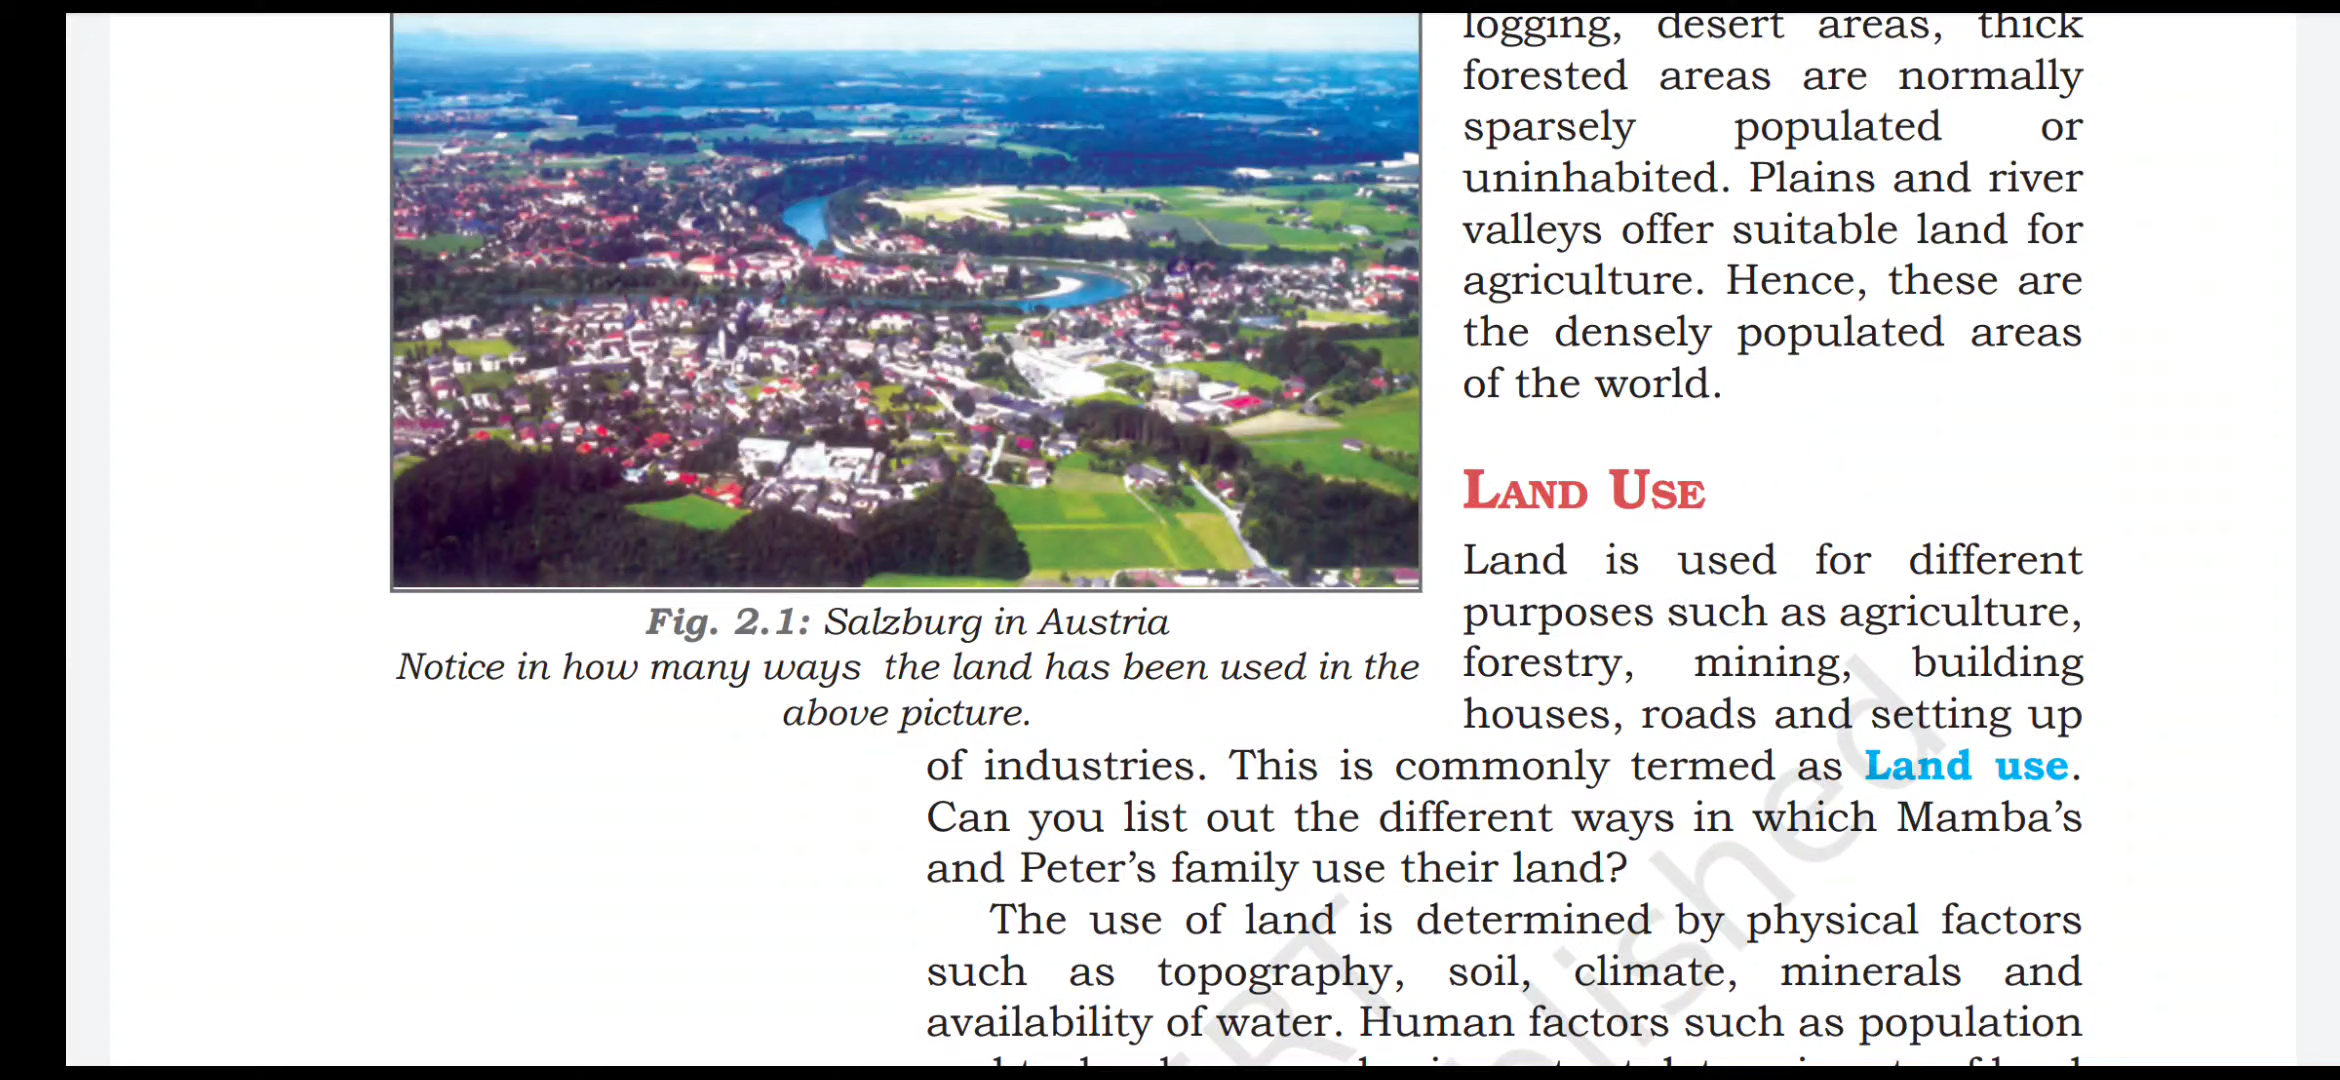 logging, desert areas, thick
forested areas are normally
sparsely populated or
uninhabited. Plains and river
valleys offer suitable land for
agriculture. Hence, these are
the densely populated areas
of the world.
LAND USE
Land is used for different
purposes such as agriculture,
forestry, mining, building
houses, roads and setting up
Fig. 2.1: Salzburg in Austria
Notice in how many ways the land has been used in the
above picture.
of industries. This is commonly termed as Land use.
Can you list out the different ways in which Mamba’s
and Peter’s family use their land?
The use of land is determined by physical factors
such as topography, soil, climate, minerals and
availability of water. Human factors such as population